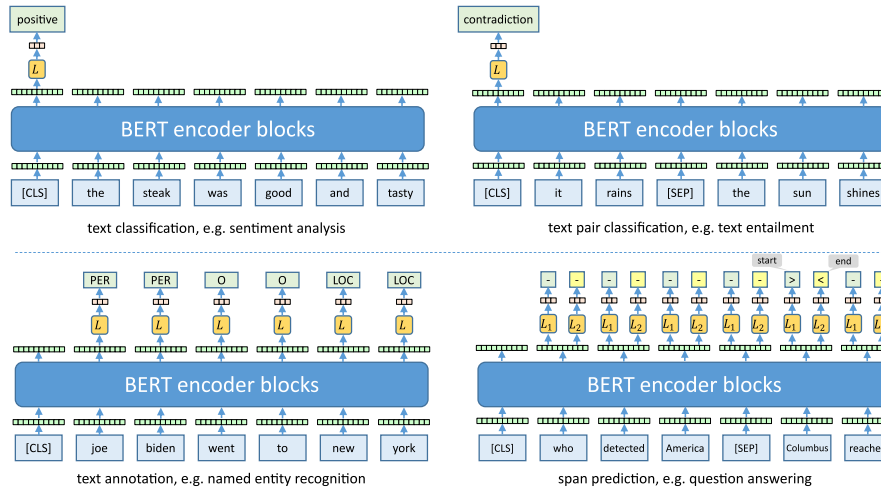 positive
L
BERT encoder blocks
[CLS] the steak was good and tasty
text classification, e.g. sentiment analysis
contradiction
L
BERT encoder blocks
[CLS] it rains [SEP] the sun shines
text pair classification, e.g. text entailment
PER PER O O LOC LOC
L L L L L L
BERT encoder blocks
[CLS] joe biden went to new york
text annotation, e.g. named entity recognition
start end
- - - - - - - - > < - -
L1 L2 L1 L2 L1 L2 L1 L2 L1 L2 L1 L2
BERT encoder blocks
[CLS] who detected America [SEP] Columbus reache
span prediction, e.g. question answering